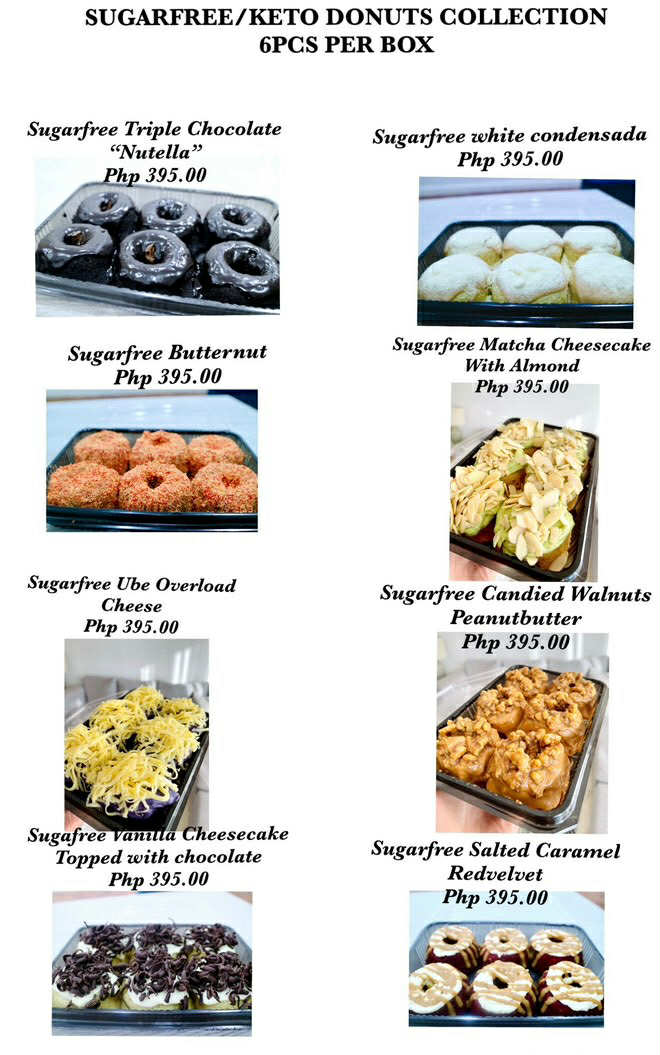 SUGARFREE/KETO DONUTS COLLECTION
6PCS PER BOX
Sugarfree Triple Chocolate
“Nutella”
Php 395.00
Sugarfree white condensada
Php 395.00
Sugarfree Butternut
Php 395.00
Sugarfree Matcha Cheesecake
With Almond
Php 395.00
Sugarfree Ube Overload
Cheese
Php 395.00
Sugarfree Candied Walnuts
Peanutbutter
Php 395.00
Sugafree Vanilla Cheesecake
Topped with chocolate
Php 395.00
Sugarfree Salted Caramel
Redvelvet
Php 395.00